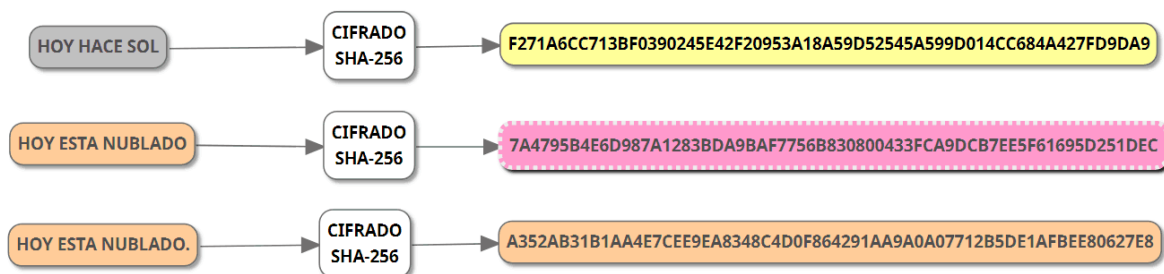 HOY HACE SOL
CIFRADO
SHA-256
F271A6CC713BF0390245E42F20953A18A59D52545A599D014CC684A427FD9DA9
HOY ESTA NUBLADO
CIFRADO
SHA-256
7A4795B4E6D987A1283BDA9BAF7756B830800433FCA9DCB7EE5F61695D251DEC
HOY ESTA NUBLADO.
CIFRADO
SHA-256
A352AB31B1AA4E7CEE9EA8348C4D0F864291AA9A0A07712B5DE1AFBEE80627E8